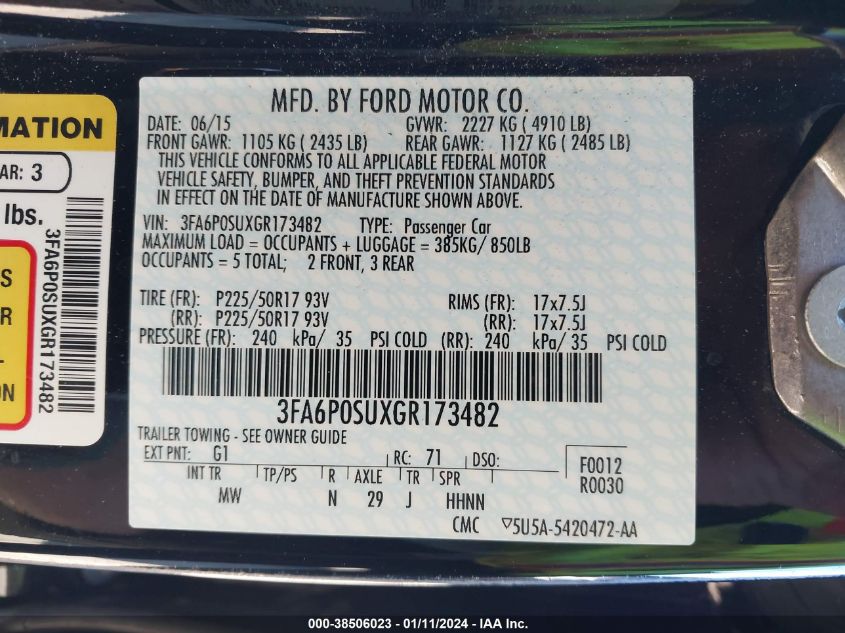 MFD. BY FORD MOTOR CO.
DATE: 06/15 GVWR: 2227 KG ( 4910 LB)
FRONT GAWR: 1105 KG ( 2435 LB) REAR GAWR: 1127 KG ( 2485 LB)
THIS VEHICLE CONFORMS TO ALL APPLICABLE FEDERAL MOTOR
VEHICLE SAFETY, BUMPER, AND THEFT PREVENTION STANDARDS
IN EFFECT ON THE DATE OF MANUFACTURE SHOWN ABOVE.
VIN: 3FA6P0SUXGR173482 TYPE: Passenger Car
MAXIMUM LOAD = OCCUPANTS + LUGGAGE = 385KG/ 850LB
OCCUPANTS = 5 TOTAL; 2 FRONT, 3 REAR
TIRE (FR): P225/50R17 93V RIMS (FR): 17x7.5J
(RR): P225/50R17 93V (RR): 17x7.5J
PRESSURE (FR): 240 kPa/ 35 PSI COLD (RR): 240 kPa/ 35 PSI COLD
3FA6P0SUXGR173482
TRAILER TOWING - SEE OWNER GUIDE
EXT PNT: G1 RC: 71 DSO:
F0012
R0030
INT TR TP/PS R AXLE TR SPR
MW N 29 J HHNN
CMC ▽5U5A-5420472-AA
MATION
AR: 3
lbs.
3FA6P0SUXGR173482
S
R
L-
ON
000-38506023 — 01/11/2024 — IAA Inc.